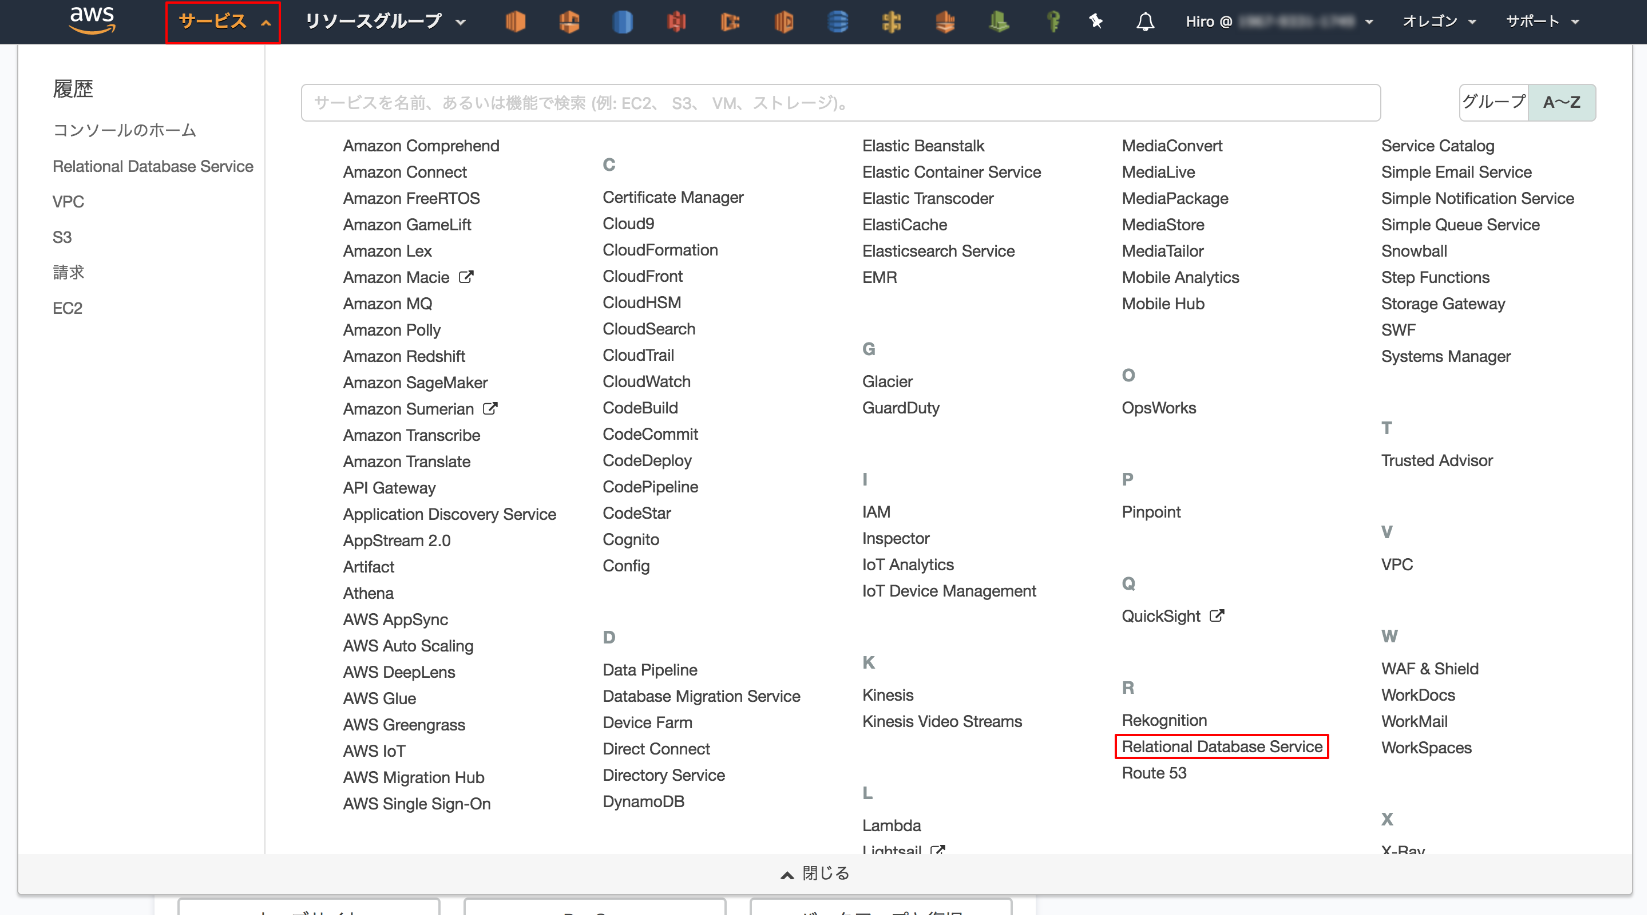 aws
サービス
リソースグループ
Hiro @
オレゴン
サポート
履歴
コンソールのホーム
Relational Database Service
VPC
S3
請求
EC2
サービスを名前、あるいは機能で検索 (例: EC2、 S3、 VM、ストレージ)。
グループ
A〜Z
Amazon Comprehend
Amazon Connect
Amazon FreeRTOS
Amazon GameLift
Amazon Lex
Amazon Macie
Amazon MQ
Amazon Polly
Amazon Redshift
Amazon SageMaker
Amazon Sumerian
Amazon Transcribe
Amazon Translate
API Gateway
Application Discovery Service
AppStream 2.0
Artifact
Athena
AWS AppSync
AWS Auto Scaling
AWS DeepLens
AWS Glue
AWS Greengrass
AWS IoT
AWS Migration Hub
AWS Single Sign-On
C
Certificate Manager
Cloud9
CloudFormation
CloudFront
CloudHSM
CloudSearch
CloudTrail
CloudWatch
CodeBuild
CodeCommit
CodeDeploy
CodePipeline
CodeStar
Cognito
Config
D
Data Pipeline
Database Migration Service
Device Farm
Direct Connect
Directory Service
DynamoDB
Elastic Beanstalk
Elastic Container Service
Elastic Transcoder
ElastiCache
Elasticsearch Service
EMR
G
Glacier
GuardDuty
I
IAM
Inspector
IoT Analytics
IoT Device Management
K
Kinesis
Kinesis Video Streams
L
Lambda
Lightsail
MediaConvert
MediaLive
MediaPackage
MediaStore
MediaTailor
Mobile Analytics
Mobile Hub
O
OpsWorks
P
Pinpoint
Q
QuickSight
R
Rekognition
Relational Database Service
Route 53
Service Catalog
Simple Email Service
Simple Notification Service
Simple Queue Service
Snowball
Step Functions
Storage Gateway
SWF
Systems Manager
T
Trusted Advisor
V
VPC
W
WAF & Shield
WorkDocs
WorkMail
WorkSpaces
X
X-Ray
閉じる